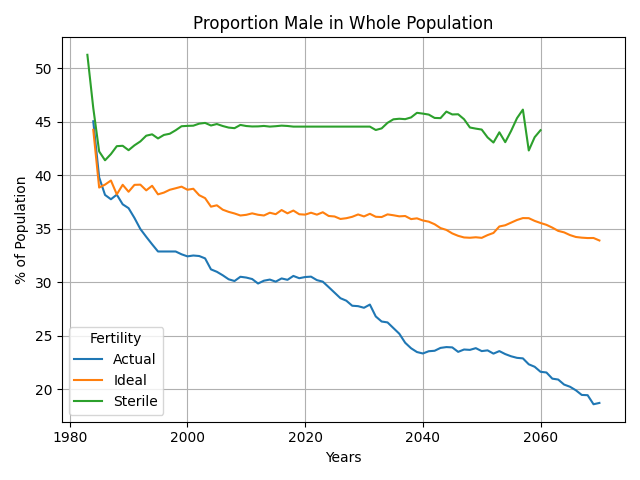 Proportion Male in Whole Population
% of Population
50
45
40
35
30
25
20
Fertility
Actual
Ideal
Sterile
1980
2000
2020
2040
2060
Years